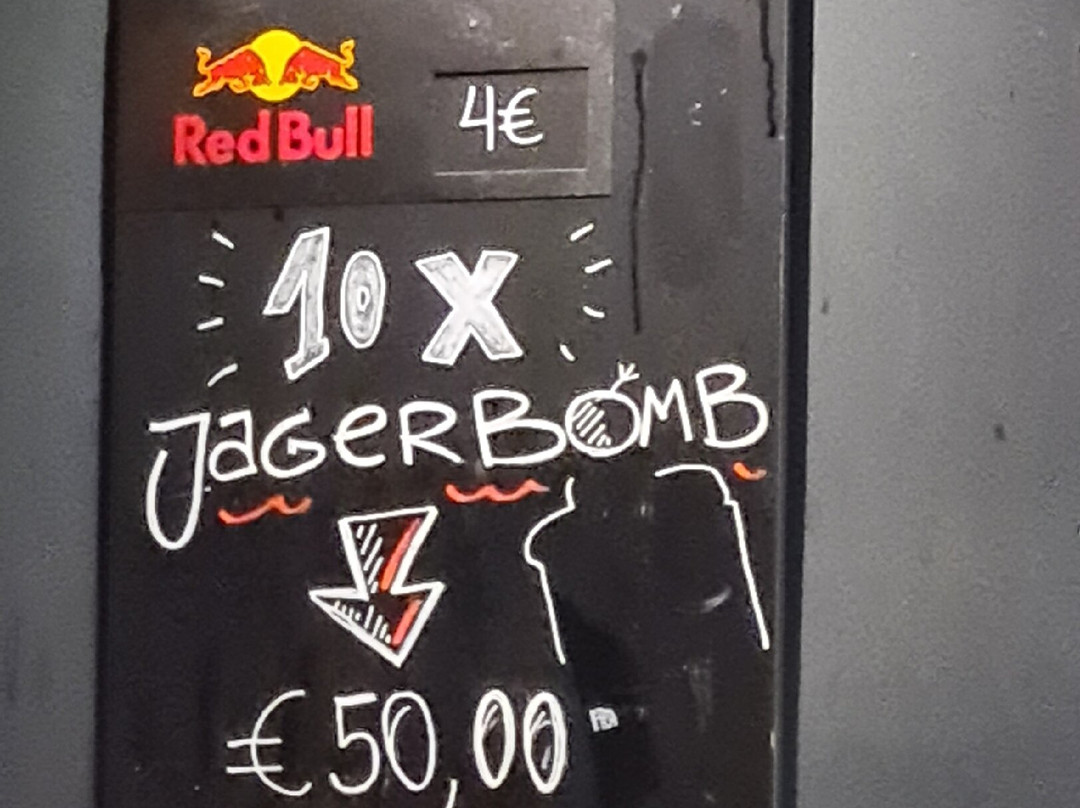 Red Bull 4€
10 X
JaGeRBOMB
€50,00